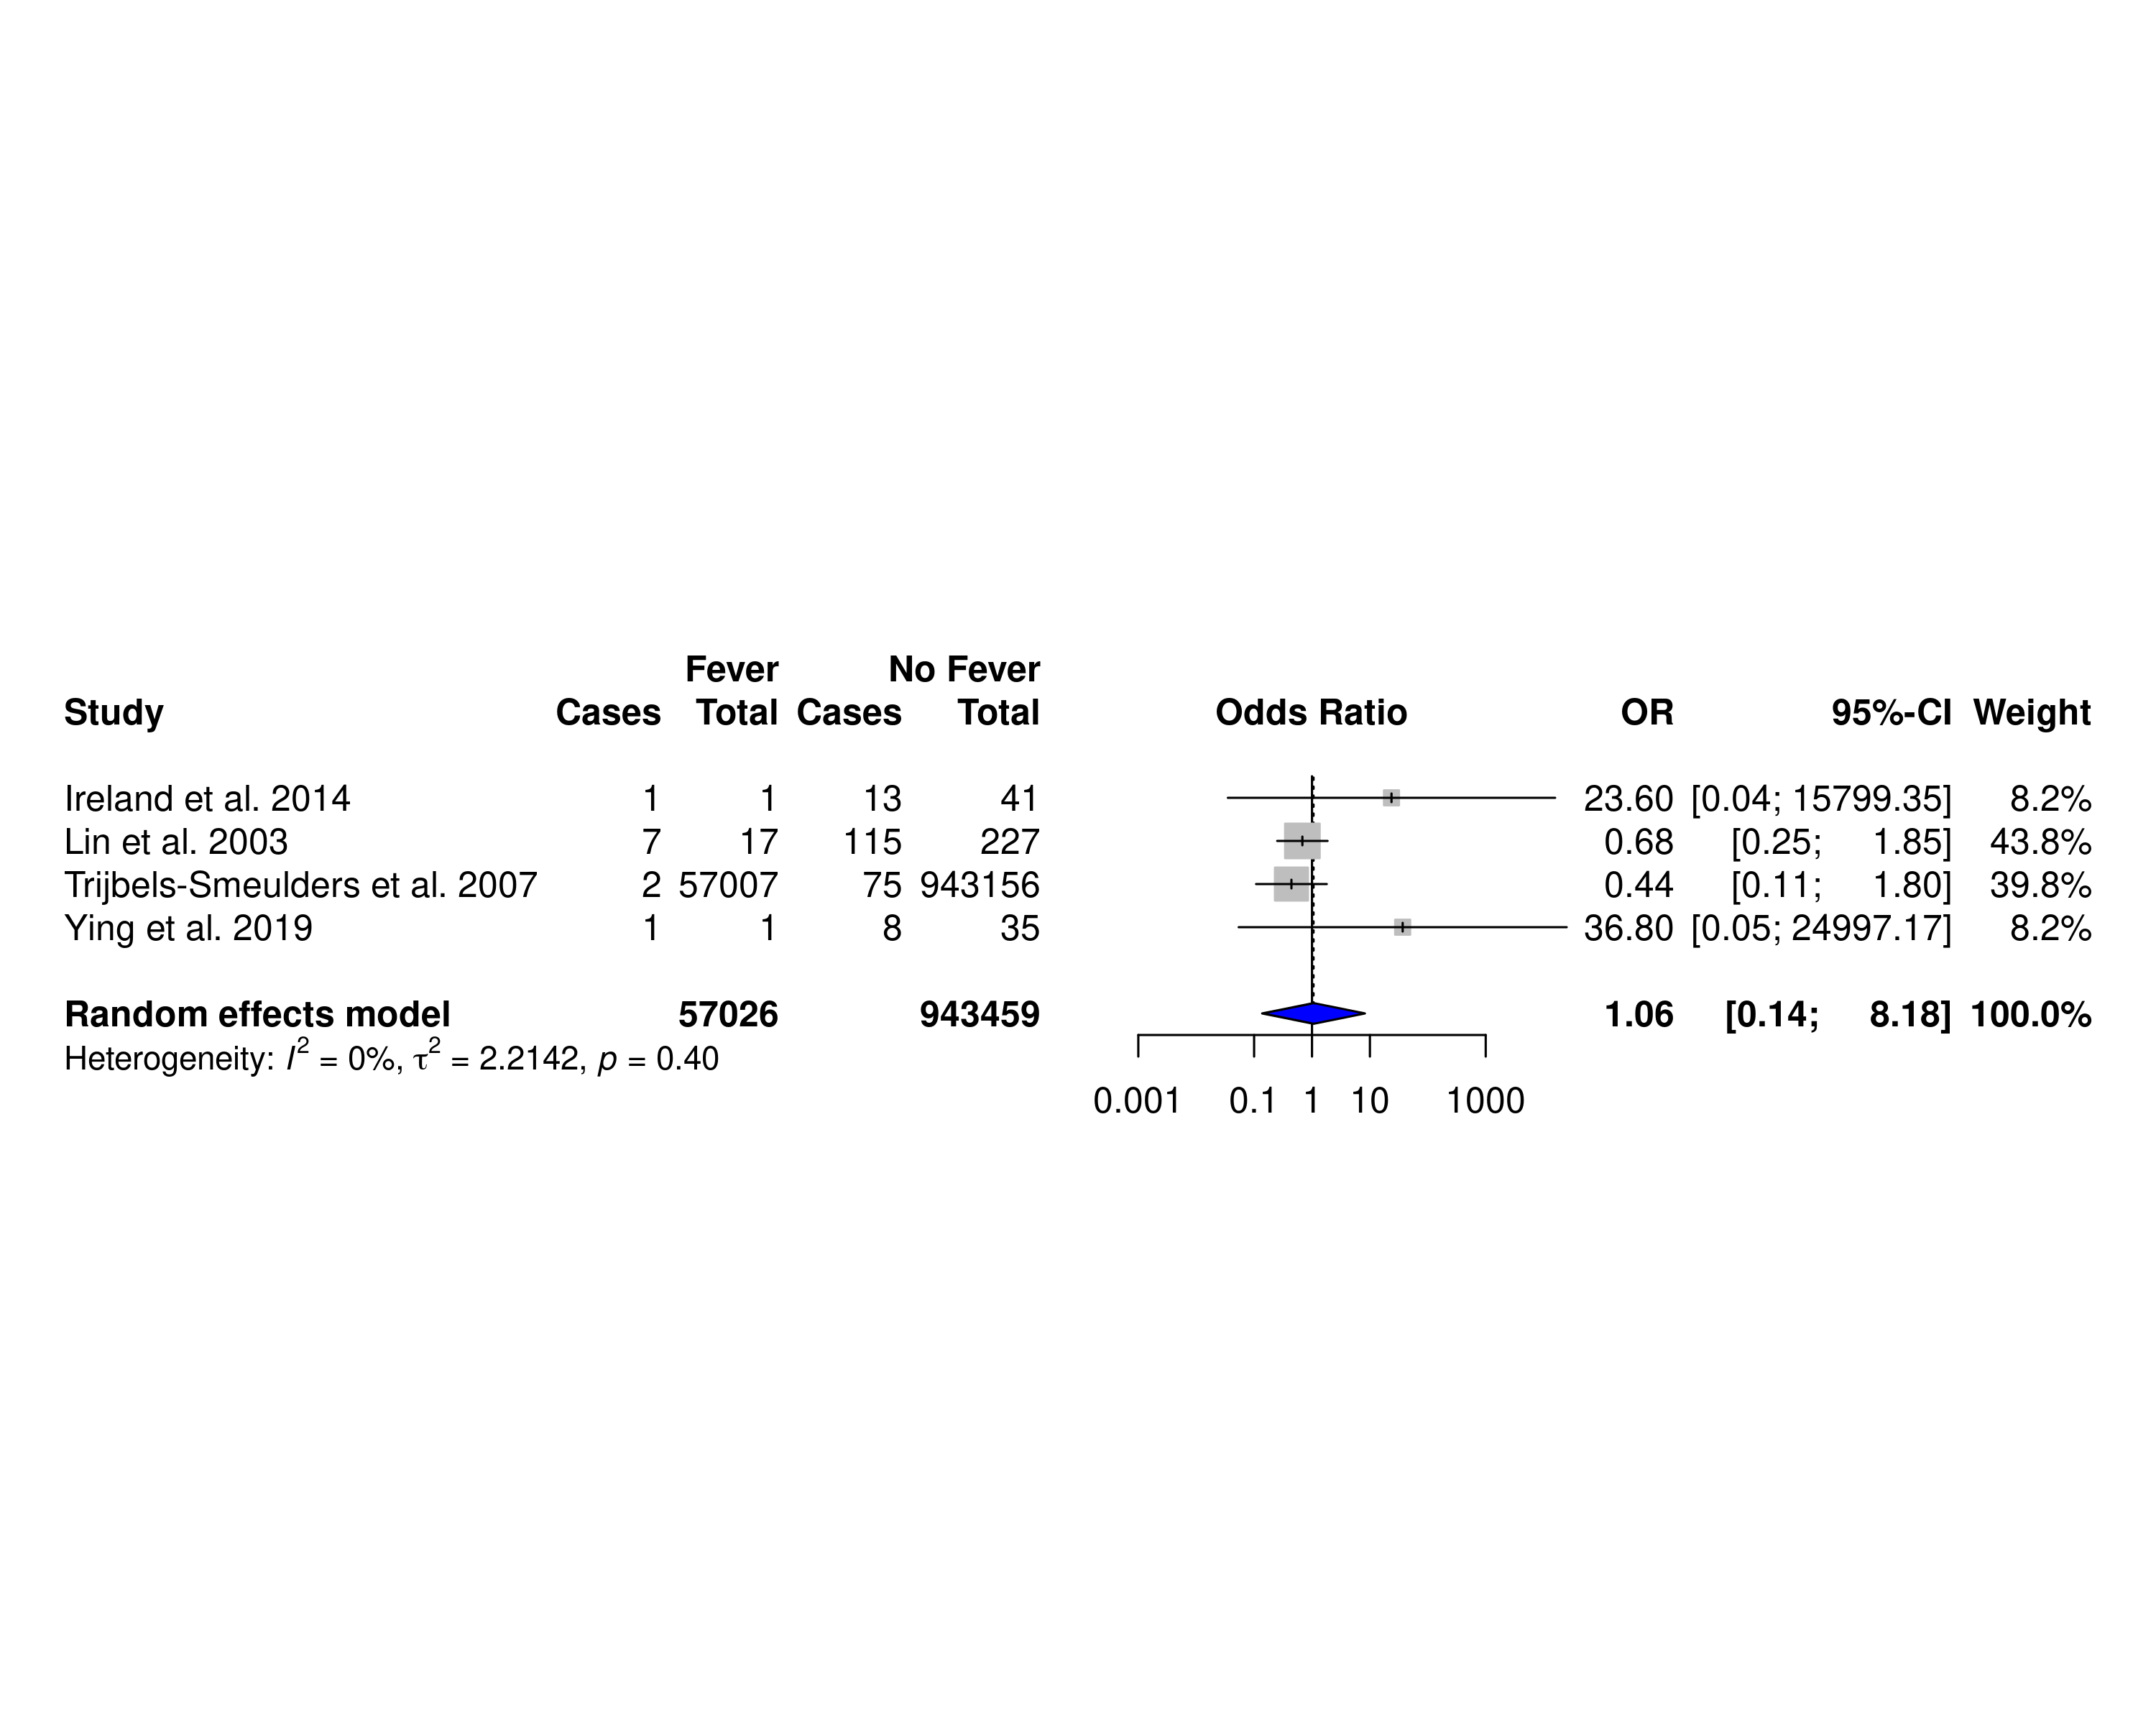 Fever No Fever
Study Cases Total Cases Total Odds Ratio OR 95%-CI Weight
Ireland et al. 2014 1 1 13 41 23.60 [0.04; 15799.35] 8.2%
Lin et al. 2003 7 17 115 227 0.68 [0.25; 1.85] 43.8%
Trijbels-Smeulders et al. 2007 2 57007 75 943156 0.44 [0.11; 1.80] 39.8%
Ying et al. 2019 1 1 8 35 36.80 [0.05; 24997.17] 8.2%
Random effects model 57026 943459 1.06 [0.14; 8.18] 100.0%
Heterogeneity: I² = 0%, τ² = 2.2142, p = 0.40
0.001 0.1 1 10 1000